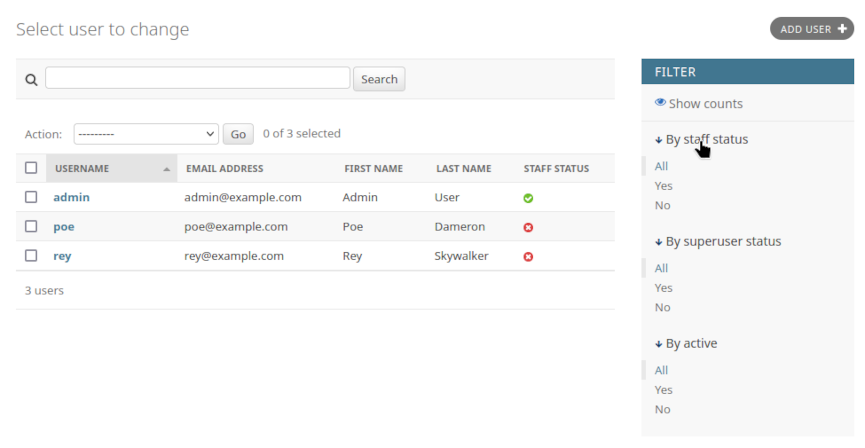 Select user to change
ADD USER +
Search
Action: --------- Go 0 of 3 selected
USERNAME EMAIL ADDRESS FIRST NAME LAST NAME STAFF STATUS
admin admin@example.com Admin User
poe poe@example.com Poe Dameron
rey rey@example.com Rey Skywalker
3 users
FILTER
Show counts
↓ By staff status
All
Yes
No
↓ By superuser status
All
Yes
No
↓ By active
All
Yes
No